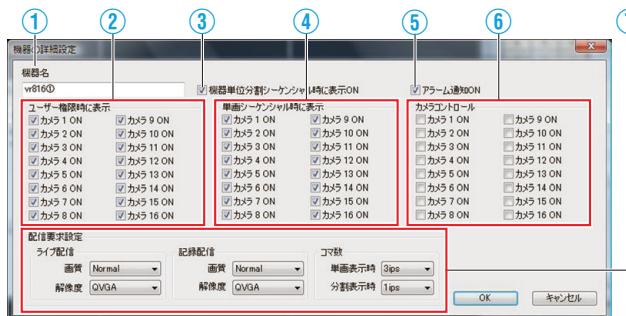 ① ② ③ ④ ⑤ ⑥
機器の詳細設定
機器名
vr816①
機器単位分割シーケンシャル時に表示ON
アラーム通知ON
ユーザー権限時に表示
カメラ 1 ON カメラ 9 ON
カメラ 2 ON カメラ 10 ON
カメラ 3 ON カメラ 11 ON
カメラ 4 ON カメラ 12 ON
カメラ 5 ON カメラ 13 ON
カメラ 6 ON カメラ 14 ON
カメラ 7 ON カメラ 15 ON
カメラ 8 ON カメラ 16 ON
単画シーケンシャル時に表示
カメラ 1 ON カメラ 9 ON
カメラ 2 ON カメラ 10 ON
カメラ 3 ON カメラ 11 ON
カメラ 4 ON カメラ 12 ON
カメラ 5 ON カメラ 13 ON
カメラ 6 ON カメラ 14 ON
カメラ 7 ON カメラ 15 ON
カメラ 8 ON カメラ 16 ON
カメラコントロール
カメラ 1 ON カメラ 9 ON
カメラ 2 ON カメラ 10 ON
カメラ 3 ON カメラ 11 ON
カメラ 4 ON カメラ 12 ON
カメラ 5 ON カメラ 13 ON
カメラ 6 ON カメラ 14 ON
カメラ 7 ON カメラ 15 ON
カメラ 8 ON カメラ 16 ON
配信要求設定
ライブ配信
画質 Normal
解像度 QVGA
記録配信
画質 Normal
解像度 QVGA
コマ数
単画表示時 3ips
分割表示時 1ips
OK キャンセル